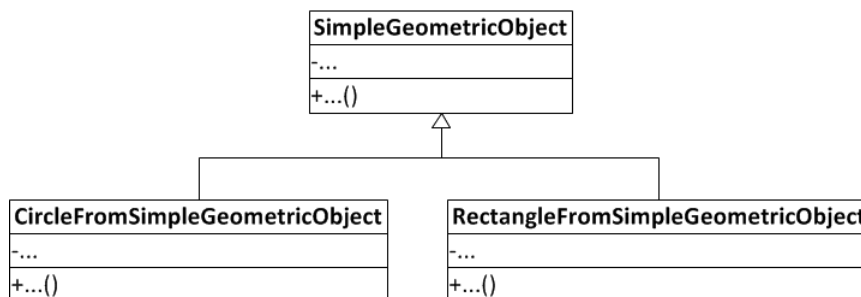 SimpleGeometricObject
-...
+...()
CircleFromSimpleGeometricObject
-...
+...()
RectangleFromSimpleGeometricObject
-...
+...()